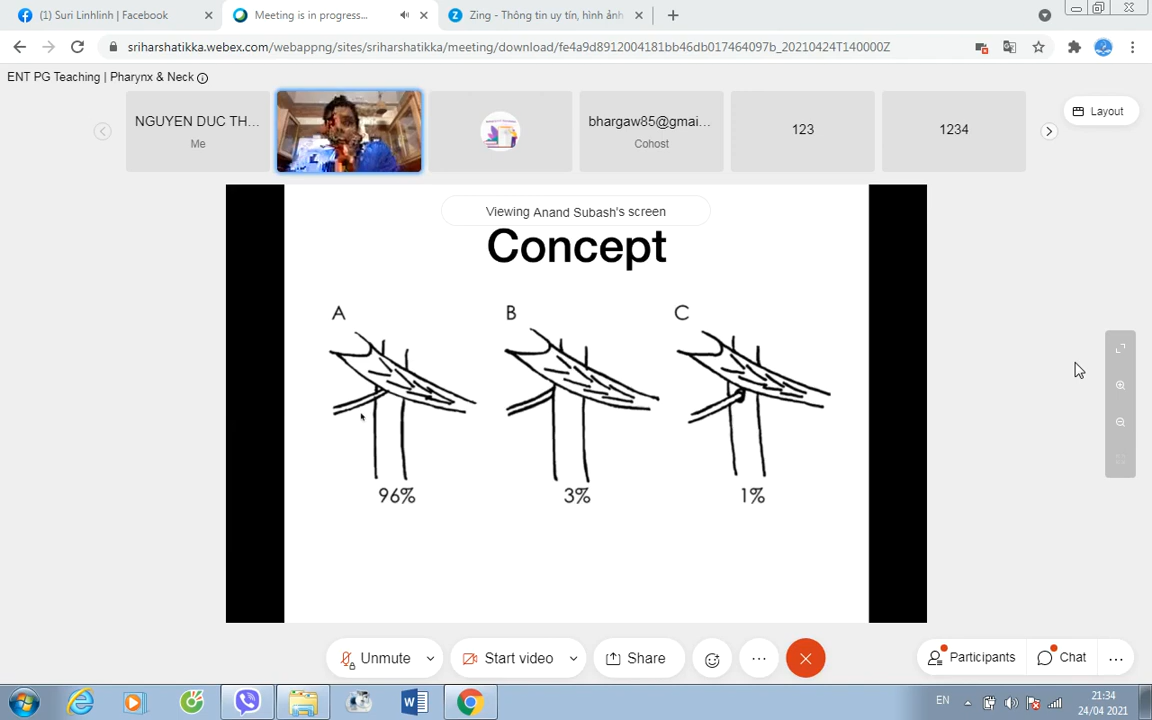 (1) Suri Linhlinh | Facebook
Meeting is in progress...
Zing - Thông tin uy tín, hình ảnh
sriharshatikka.webex.com/webappng/sites/sriharshatikka/meeting/download/fe4a9d8912004181bb46db017464097b_20210424T140000Z
ENT PG Teaching | Pharynx & Neck
Layout
NGUYEN DUC TH...
Me
bhargaw85@gmai...
Cohost
123
1234
Viewing Anand Subash's screen
Concept
A
B
C
96%
3%
1%
Unmute
Start video
Share
Participants
Chat
EN
21:34
24/04/2021